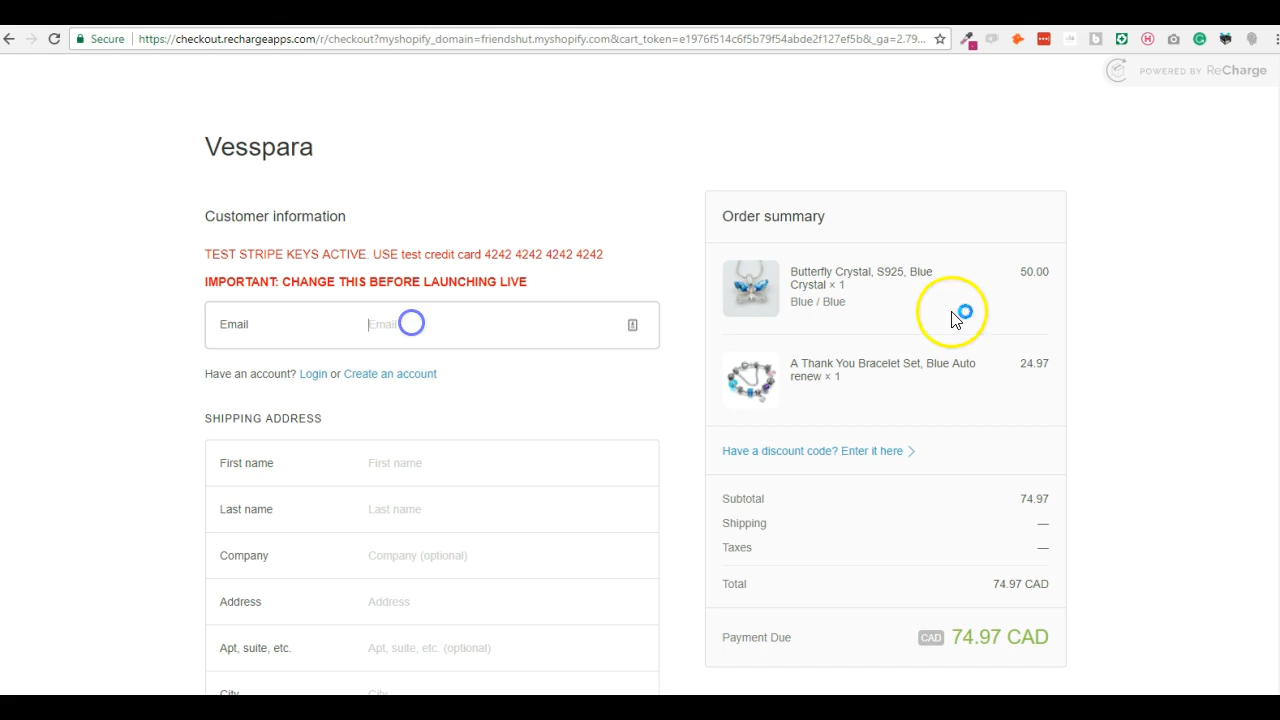 Secure https://checkout.rechargeapps.com/r/checkout?myshopify_domain=friendshut.myshopify.com&cart_token=e1976f514c6f5b79f54abde2f127ef5b&_ga=2.79...
POWERED BY ReCharge
Vesspara
Customer information
TEST STRIPE KEYS ACTIVE. USE test credit card 4242 4242 4242 4242
IMPORTANT: CHANGE THIS BEFORE LAUNCHING LIVE
Email Email
Have an account? Login or Create an account
SHIPPING ADDRESS
First name First name
Last name Last name
Company Company (optional)
Address Address
Apt, suite, etc. Apt, suite, etc. (optional)
City City
Order summary
Butterfly Crystal, S925, Blue 50.00
Crystal × 1
Blue / Blue
A Thank You Bracelet Set, Blue Auto 24.97
renew × 1
Have a discount code? Enter it here
Subtotal 74.97
Shipping —
Taxes —
Total 74.97 CAD
Payment Due CAD 74.97 CAD